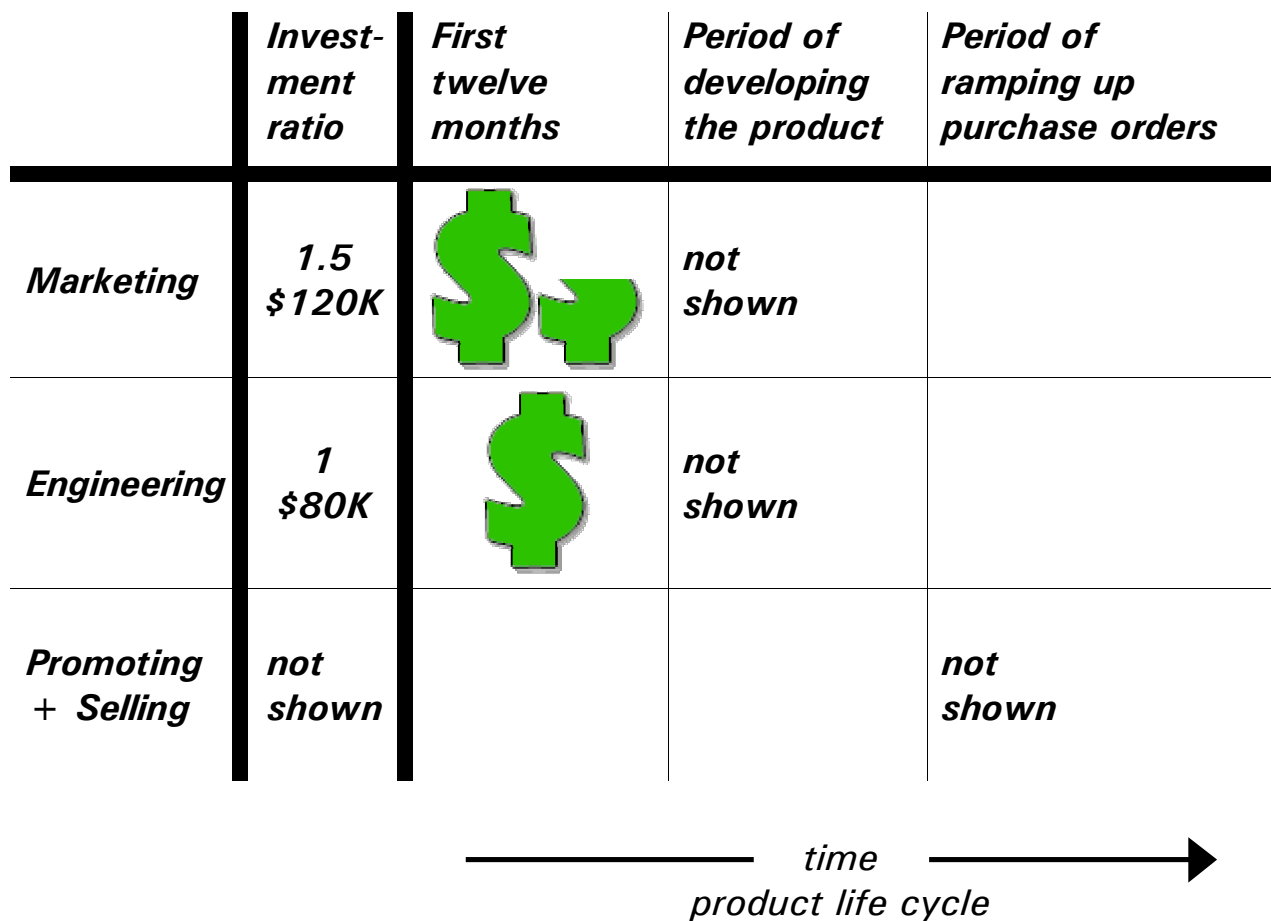 Invest-
ment
ratio
First
twelve
months
Period of
developing
the product
Period of
ramping up
purchase orders
Marketing
1.5
$120K
not
shown
Engineering
1
$80K
not
shown
Promoting
+ Selling
not
shown
not
shown
time
product life cycle